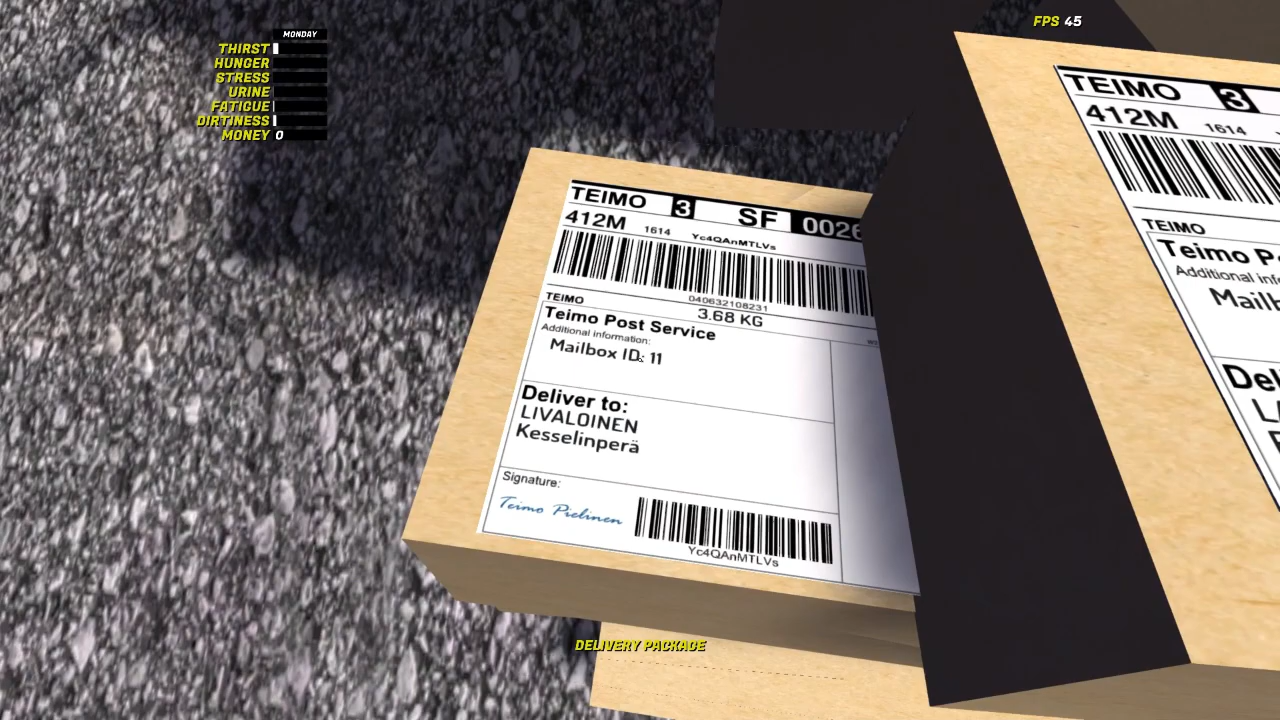 FPS 45
MONDAY
THIRST
HUNGER
STRESS
URINE
FATIGUE
DIRTINESS
MONEY 0
TEIMO 3 SF 0026
412M 1614 Yc4QAnMTLVs
040632108231
TEIMO 3.68 KG
Teimo Post Service
Additional information:
Mailbox ID: 11
Deliver to:
LIVALOINEN
Kesselinperä
Signature:
Teimo Pielinen
Yc4QAnMTLVs
TEIMO 3
412M 1614
TEIMO
Teimo P
Additional info
Mailb
Del
DELIVERY PACKAGE